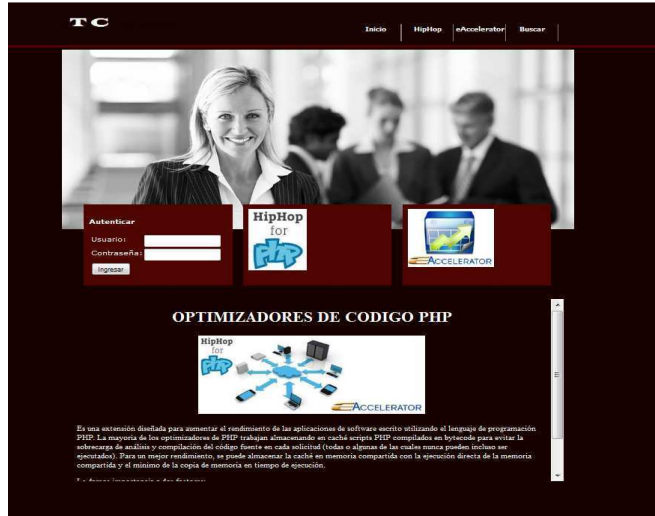 TC
Inicio HipHop eAccelerator Buscar
Autenticar
Usuario:
Contraseña:
Ingresar
HipHop
for
php
ACCELERATOR
OPTIMIZADORES DE CODIGO PHP
HipHop
for
php
ACCELERATOR
Es una extensión diseñada para aumentar el rendimiento de las aplicaciones de software escrito utilizando el lenguaje de programación
PHP. La mayoría de los optimizadores de PHP trabajan almacenando en caché scripts PHP compilados en bytecode para evitar la
sobrecarga de análisis y compilación del código fuente en cada solicitud (todas o algunas de las cuales nunca pueden incluso ser
ejecutados). Para un mejor rendimiento, se puede almacenar la caché en memoria compartida con la ejecución directa de la memoria
compartida y el mínimo de la copia de memoria en tiempo de ejecución.